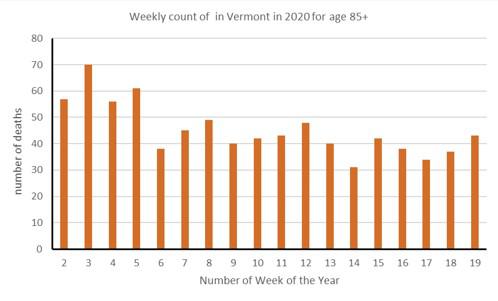 Weekly count of  in Vermont in 2020 for age 85+
80
70
60
50
40
30
20
10
0
number of deaths
2 3 4 5 6 7 8 9 10 11 12 13 14 15 16 17 18 19
Number of Week of the Year